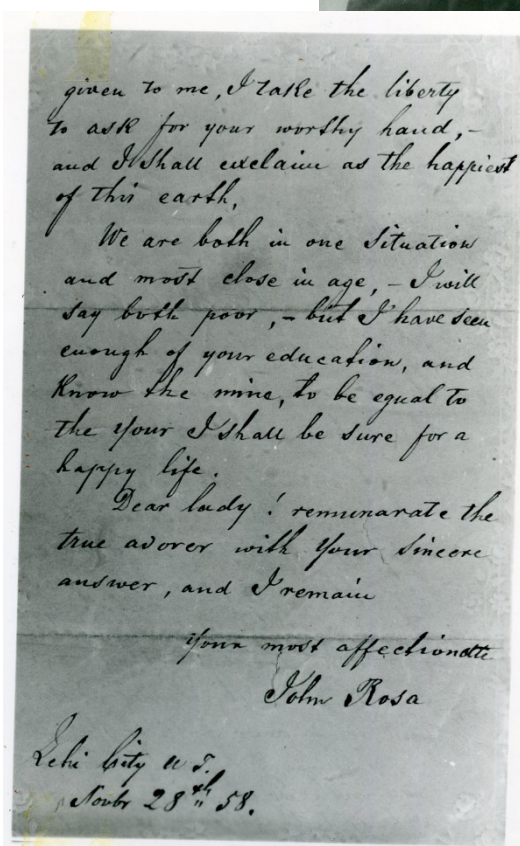 given to me, I take the liberty
to ask for your worthy hand, –
and I shall exclaim as the happiest
of this earth,
We are both in one situation
and most close in age, – I will
say both poor, – but I have seen
enough of your education, and
Know the mine, to be equal to
the your I shall be sure for a
happy life.
Dear lady! remunarate the
true adorer with your sincere
answer, and I remain
Your most affectionate
John Rosa
Lehi City U T.
Novbr 28th 58.